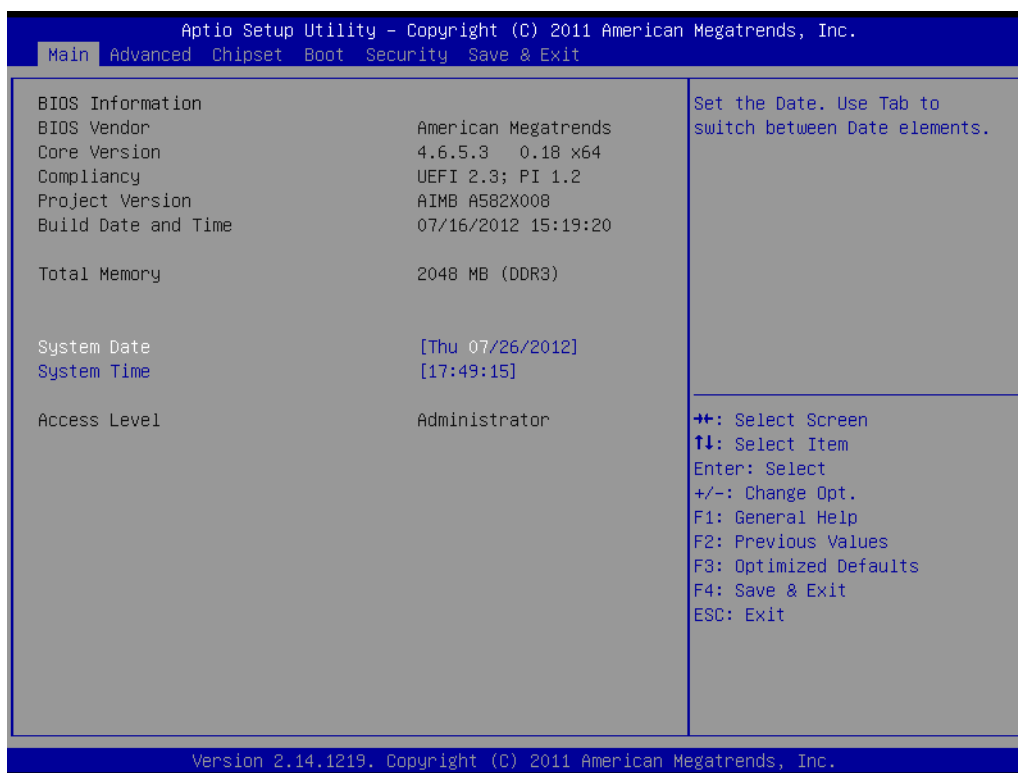 Aptio Setup Utility – Copyright (C) 2011 American Megatrends, Inc.
Main Advanced Chipset Boot Security Save & Exit
BIOS Information
BIOS Vendor American Megatrends
Core Version 4.6.5.3 0.18 x64
Compliancy UEFI 2.3; PI 1.2
Project Version AIMB A582X008
Build Date and Time 07/16/2012 15:19:20
Total Memory 2048 MB (DDR3)
System Date [Thu 07/26/2012]
System Time [17:49:15]
Access Level Administrator
Set the Date. Use Tab to
switch between Date elements.
→←: Select Screen
↑↓: Select Item
Enter: Select
+/-: Change Opt.
F1: General Help
F2: Previous Values
F3: Optimized Defaults
F4: Save & Exit
ESC: Exit
Version 2.14.1219. Copyright (C) 2011 American Megatrends, Inc.